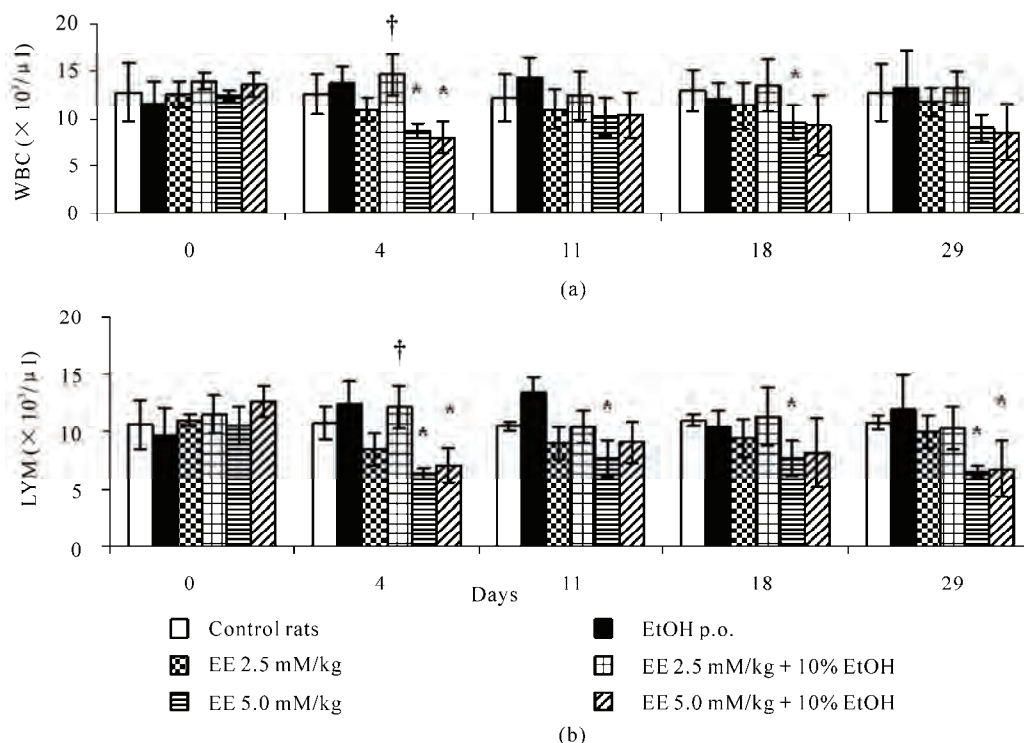 20
†
15
*
*
*
10
5
0
WBC (× 10³/µl)
0
4
11
18
29
(a)
20
†
15
*
*
*
*
*
*
10
5
0
LYM (× 10³/µl)
0
4
11
18
29
Days
Control rats
EtOH p.o.
EE 2.5 mM/kg
EE 2.5 mM/kg + 10% EtOH
EE 5.0 mM/kg
EE 5.0 mM/kg + 10% EtOH
(b)